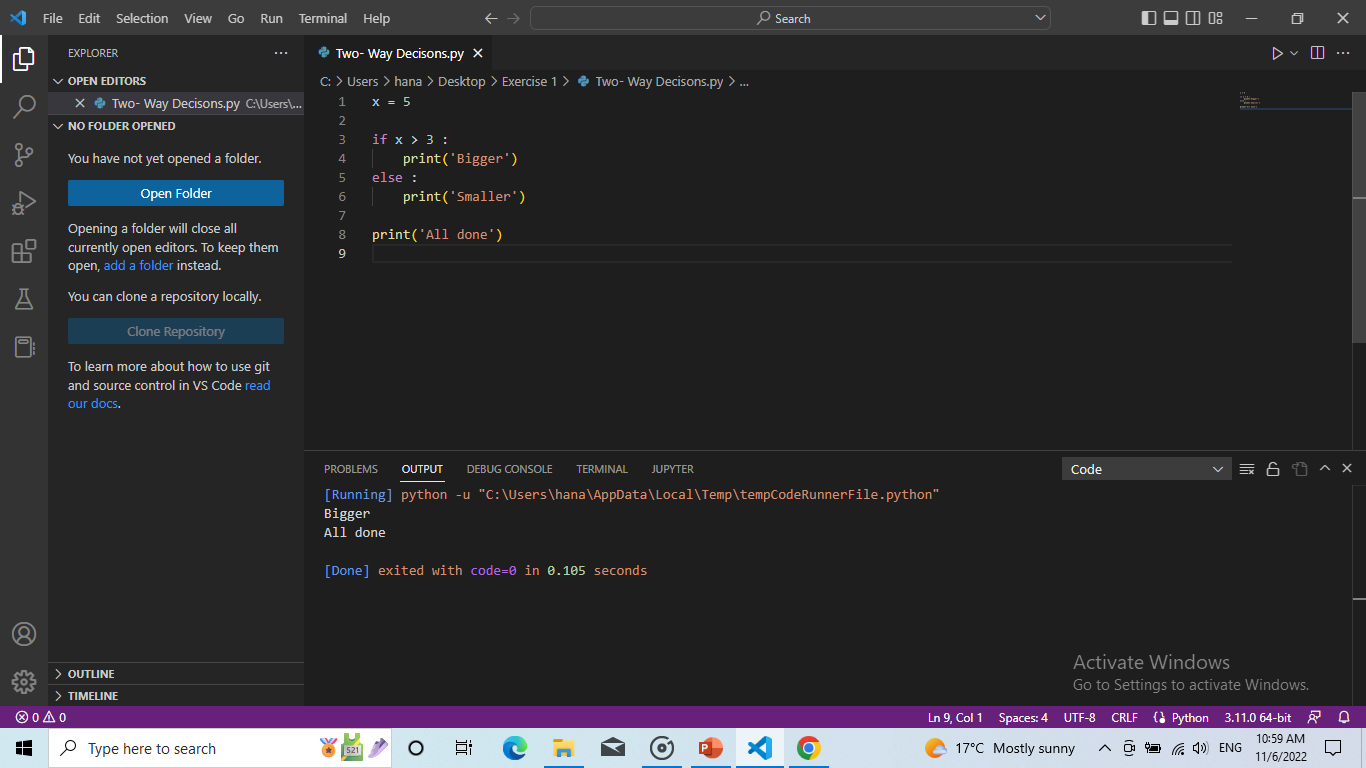 File Edit Selection View Go Run Terminal Help
Search
EXPLORER
OPEN EDITORS
Two- Way Decisons.py C:\Users\...
NO FOLDER OPENED
You have not yet opened a folder.
Open Folder
Opening a folder will close all
currently open editors. To keep them
open, add a folder instead.
You can clone a repository locally.
Clone Repository
To learn more about how to use git
and source control in VS Code read
our docs.
OUTLINE
TIMELINE
Two- Way Decisons.py
C: > Users > hana > Desktop > Exercise 1 > Two- Way Decisons.py > ...
1 x = 5
2
3 if x > 3 :
4     print('Bigger')
5 else :
6     print('Smaller')
7
8 print('All done')
9
PROBLEMS OUTPUT DEBUG CONSOLE TERMINAL JUPYTER
Code
[Running] python -u "C:\Users\hana\AppData\Local\Temp\tempCodeRunnerFile.python"
Bigger
All done
[Done] exited with code=0 in 0.105 seconds
Activate Windows
Go to Settings to activate Windows.
0 0
Ln 9, Col 1 Spaces: 4 UTF-8 CRLF Python 3.11.0 64-bit
Type here to search
521
17°C Mostly sunny
ENG
10:59 AM
11/6/2022